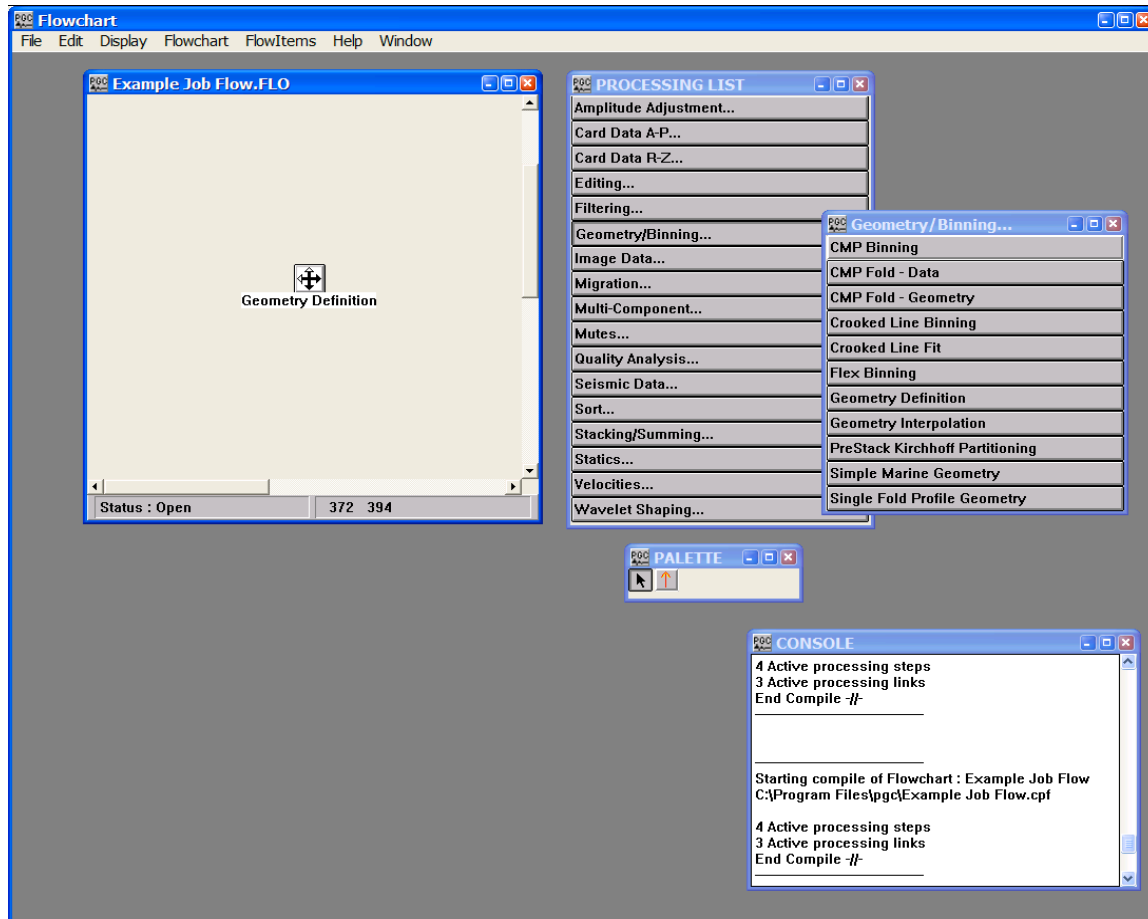 PGC Flowchart
File Edit Display Flowchart FlowItems Help Window
PGC Example Job Flow.FLO
Geometry Definition
Status : Open 372 394
PGC PROCESSING LIST
Amplitude Adjustment...
Card Data A-P...
Card Data R-Z...
Editing...
Filtering...
Geometry/Binning...
Image Data...
Migration...
Multi-Component...
Mutes...
Quality Analysis...
Seismic Data...
Sort...
Stacking/Summing...
Statics...
Velocities...
Wavelet Shaping...
PGC Geometry/Binning...
CMP Binning
CMP Fold - Data
CMP Fold - Geometry
Crooked Line Binning
Crooked Line Fit
Flex Binning
Geometry Definition
Geometry Interpolation
PreStack Kirchhoff Partitioning
Simple Marine Geometry
Single Fold Profile Geometry
PGC PALETTE
PGC CONSOLE
4 Active processing steps
3 Active processing links
End Compile -//-
Starting compile of Flowchart : Example Job Flow
C:\Program Files\pgc\Example Job Flow.cpf
4 Active processing steps
3 Active processing links
End Compile -//-